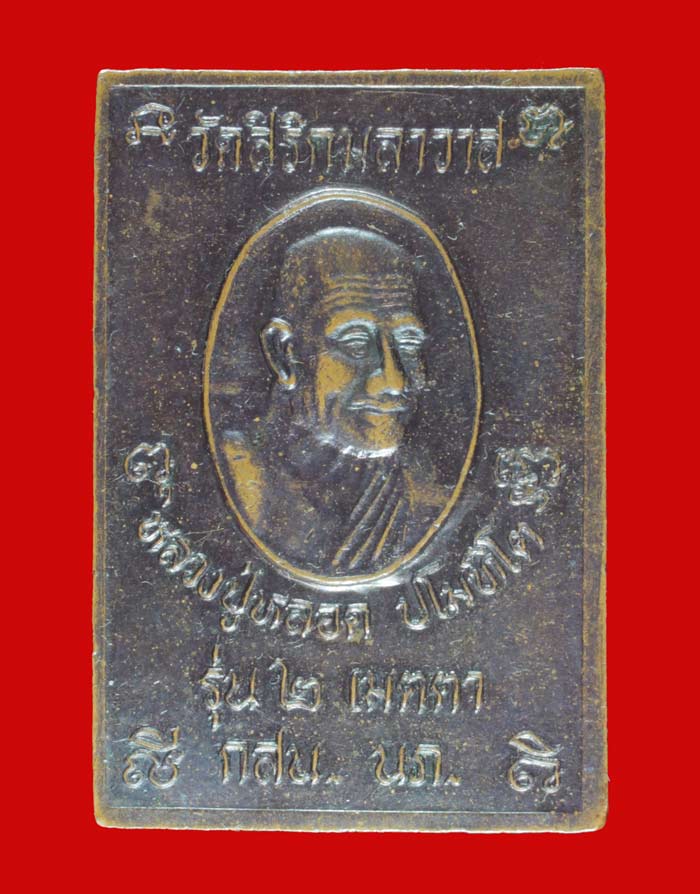 วัดสิริกมลาวาส
หลวงปู่หลอด ปโมทิโต
รุ่น ๒ เมตตา
กสน.. นภ..